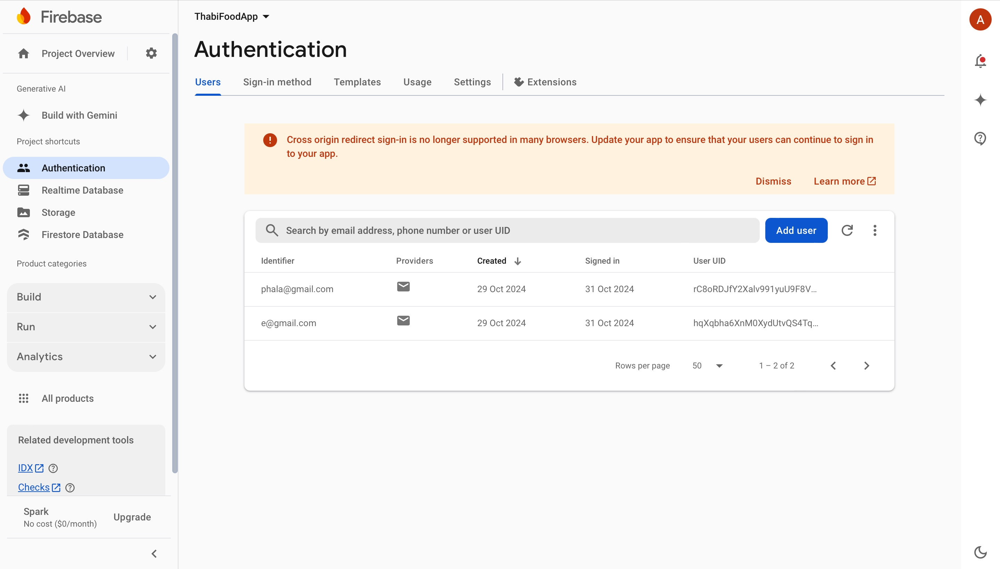 Firebase
Project Overview
Generative AI
Build with Gemini
Project shortcuts
Authentication
Realtime Database
Storage
Firestore Database
Product categories
Build
Run
Analytics
All products
Related development tools
IDX
Checks
Spark
No cost ($0/month)
Upgrade
ThabiFoodApp
Authentication
Users Sign-in method Templates Usage Settings Extensions
Cross origin redirect sign-in is no longer supported in many browsers. Update your app to ensure that your users can continue to sign in
to your app.
Dismiss Learn more
Search by email address, phone number or user UID Add user
Identifier Providers Created Signed in User UID
phala@gmail.com 29 Oct 2024 31 Oct 2024 rC8oRDJfY2Xalv991yuU9F8V...
e@gmail.com 29 Oct 2024 31 Oct 2024 hqXqbha6XnM0XydUtvQS4Tq...
Rows per page 50 1 – 2 of 2
A